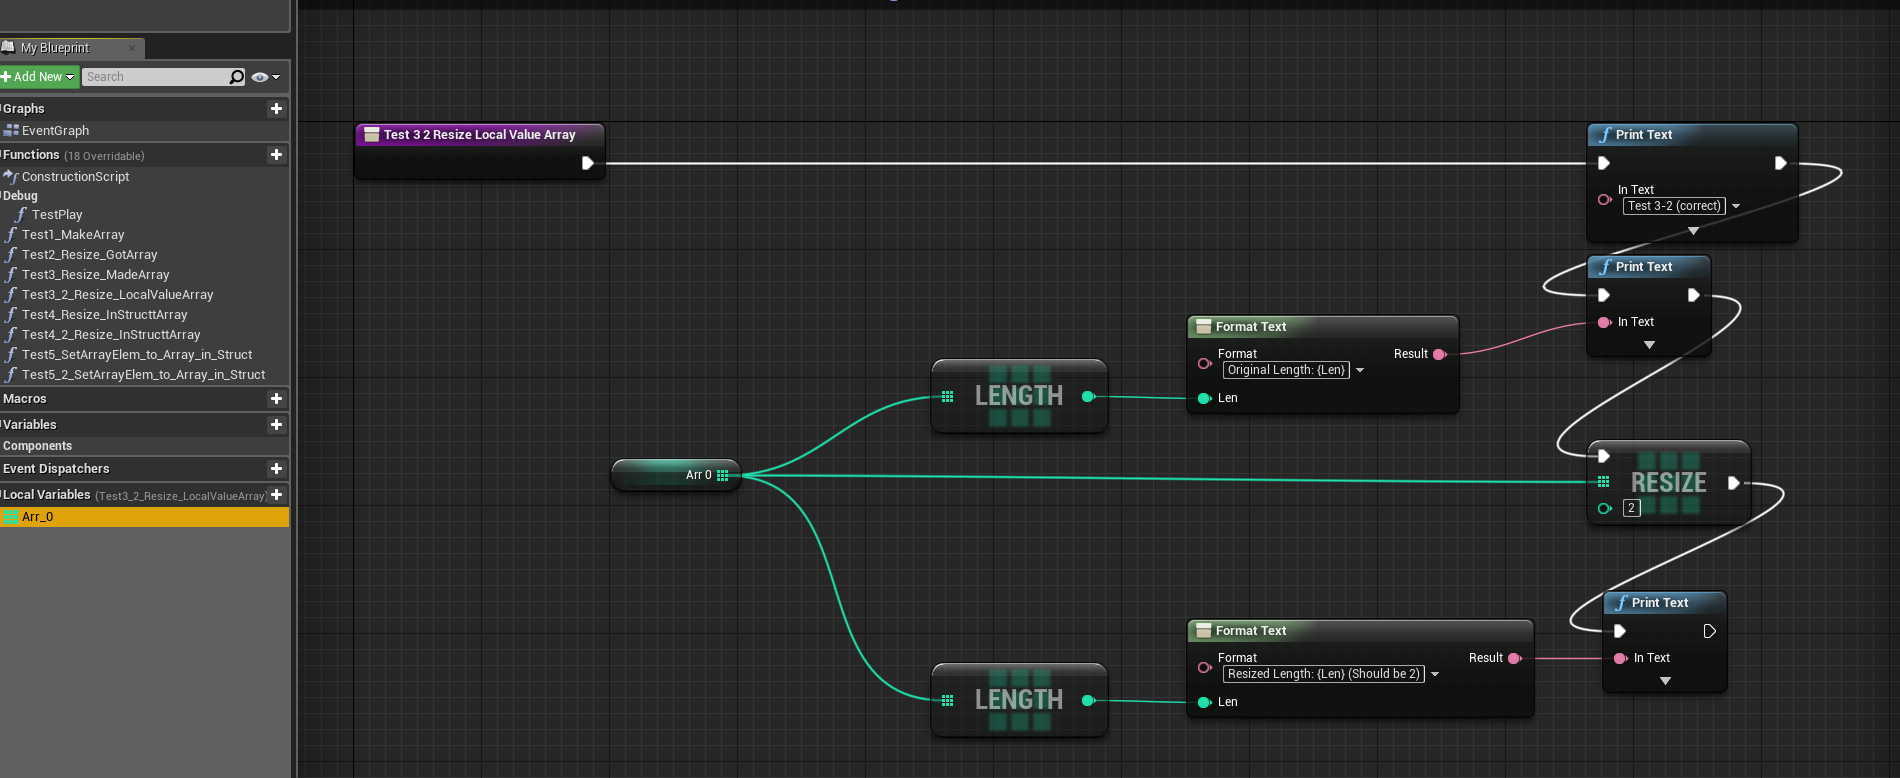 My Blueprint
Add New
Search
Graphs
EventGraph
Functions (18 Overridable)
ConstructionScript
Debug
TestPlay
Test1_MakeArray
Test2_Resize_GotArray
Test3_Resize_MadeArray
Test3_2_Resize_LocalValueArray
Test4_Resize_InStructtArray
Test4_2_Resize_InStructtArray
Test5_SetArrayElem_to_Array_in_Struct
Test5_2_SetArrayElem_to_Array_in_Struct
Macros
Variables
Components
Event Dispatchers
Local Variables (Test3_2_Resize_LocalValueArray)
Arr_0
Test 3 2 Resize Local Value Array
Print Text
In Text
Test 3-2 (correct)
Print Text
In Text
Format Text
Format
Result
Original Length: {Len}
Len
LENGTH
Arr 0
RESIZE
2
Print Text
In Text
Format Text
Format
Result
Resized Length: {Len} (Should be 2)
Len
LENGTH